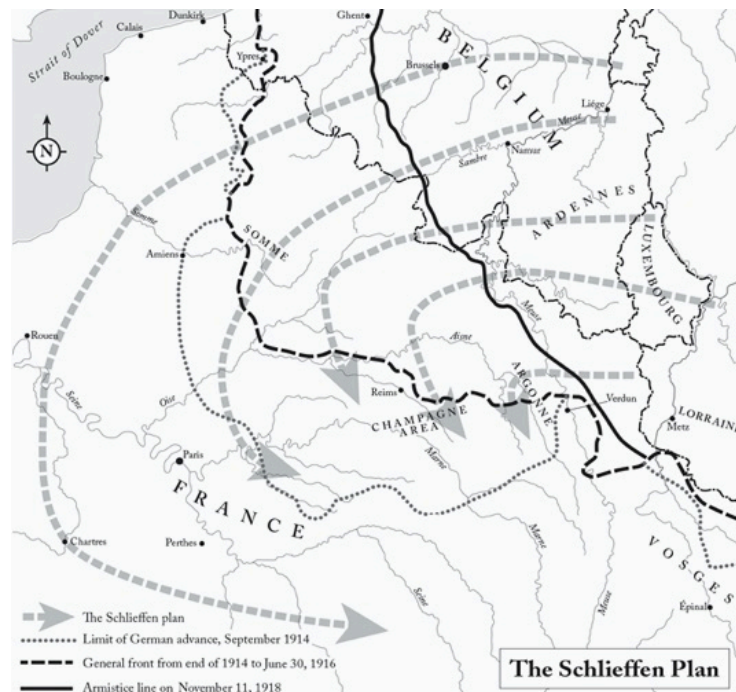 Dunkirk
Calais
Strait of Dover
Boulogne
Ypres
Ghent
Brussels
BELGIUM
Liége
Meuse
Namur
Sambre
N
Somme
SOMME
Amiens
ARDENNES
LUXEMBOURG
Rouen
Seine
Oise
Aisne
Meuse
Reims
CHAMPAGNE
AREA
ARGONNE
Verdun
LORRAINE
Metz
Paris
Marne
FRANCE
Chartres
Perthes
Seine
Marne
Meuse
VOSGES
Épinal
The Schlieffen plan
Limit of German advance, September 1914
General front from end of 1914 to June 30, 1916
Armistice line on November 11, 1918
The Schlieffen Plan